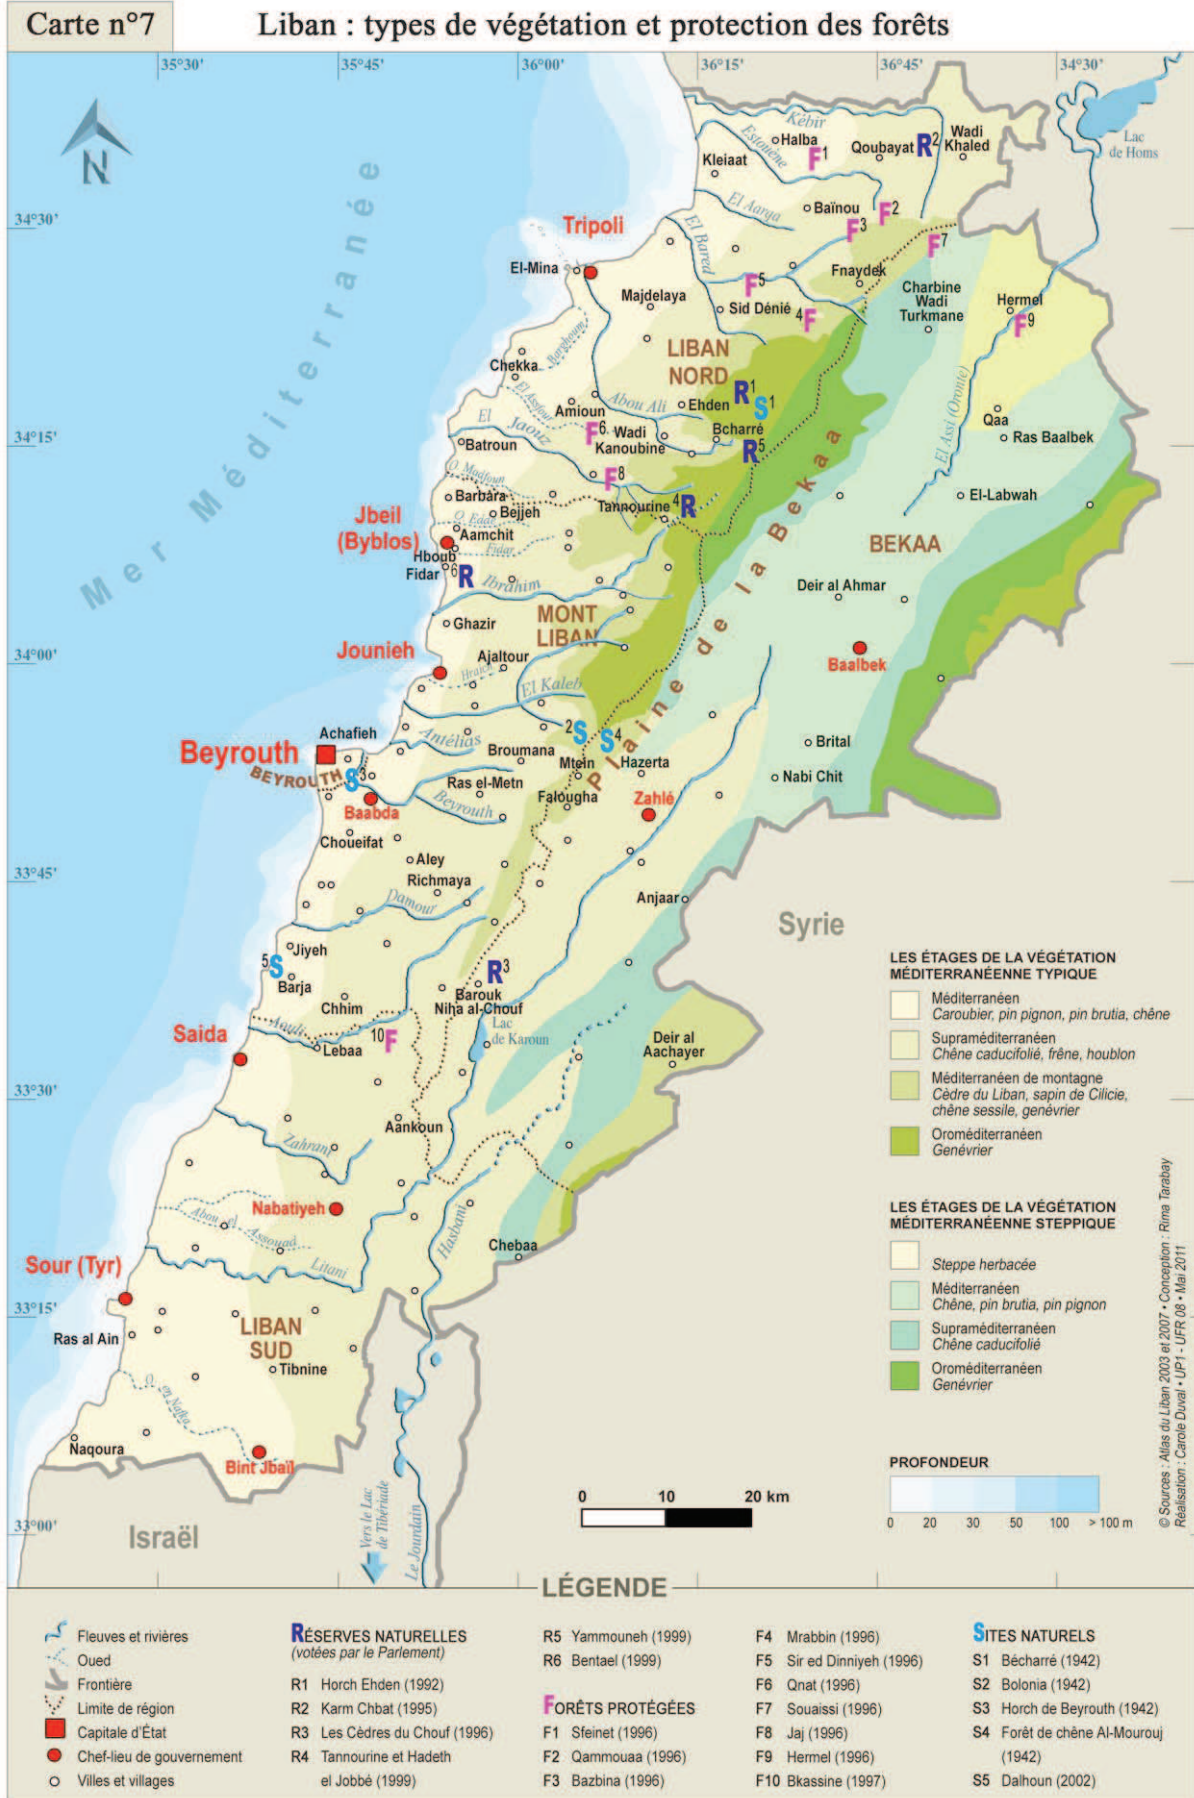 Carte n°7
Liban : types de végétation et protection des forêts
35°30'
35°45'
36°00'
36°15'
36°45'
34°30'
34°30'
34°15'
34°00'
33°45'
33°30'
33°15'
33°00'
N
Mer Méditerranée
Kébir
Estouène
Halba
F1
Qoubayat
R2
Wadi
Khaled
Lac
de Homs
Kleiaat
El Aarga
Baïnou
F2
F3
F7
Tripoli
El Bared
El-Mina
Fnaydek
F5
Majdelaya
Sid Dénié
4F
Charbine
Wadi
Turkmane
Hermel
F9
Barghoum
Chekka
LIBAN
NORD
R1
S1
El Assfour
Abou Ali
Ehden
Amioun
Bcharré
Qaa
El Assi (Oronte)
El Jaouz
F6
Wadi
Kanoubine
R5
Ras Baalbek
Batroun
F8
O. Madfoun
Barbara
Tannourine
4R
El-Labwah
Bejjeh
Jbeil
(Byblos)
O. Edde
Aamchit
Fidar
Hboub
Fidar
6R
BEKAA
Ibrahim
Deir al Ahmar
MONT
LIBAN
Plaine de la Bekaa
Ghazir
Jounieh
Ajaltour
Baalbek
El Kaleb
Achafieh
Antélias
2S
S4
Beyrouth
BEYROUTH
S3
Broumana
Mtein
Hazerta
Brital
Ras el-Metn
Nabi Chit
Baabda
Beyrouth
Falougha
Zahlé
Choueifat
Aley
Richmaya
Damour
Anjaar
Syrie
Jiyeh
5S
Barja
R3
Barouk
Niha al-Chouf
Chhim
Lac
de Karoun
Saida
Aouli
10F
Lebaa
Deir al
Aachayer
Aankoun
Zahrani
Nabatiyeh
Abou el Assouad
Hasbani
Litani
Chebaa
Sour (Tyr)
Ras al Ain
LIBAN
SUD
Tibnine
Naqoura
Bint Jbaïl
Israël
Vers le Lac
de Tibériade
Le Jourdain
0 10 20 km
LES ÉTAGES DE LA VÉGÉTATION
MÉDITERRANÉENNE TYPIQUE
Méditerranéen
Caroubier, pin pignon, pin brutia, chêne
Supraméditerranéen
Chêne caducifolié, frêne, houblon
Méditerranéen de montagne
Cèdre du Liban, sapin de Cilicie,
chêne sessile, genévrier
Oroméditerranéen
Genévrier
LES ÉTAGES DE LA VÉGÉTATION
MÉDITERRANÉENNE STEPPIQUE
Steppe herbacée
Méditerranéen
Chêne, pin brutia, pin pignon
Supraméditerranéen
Chêne caducifolié
Oroméditerranéen
Genévrier
PROFONDEUR
0 20 30 50 100 > 100 m
© Sources : Atlas du Liban 2003 et 2007 • Conception : Rima Tarabay
Réalisation : Carole Duval • UP1 - UFR 08 • Mai 2011
LÉGENDE
Fleuves et rivières
Oued
Frontière
Limite de région
Capitale d'État
Chef-lieu de gouvernement
Villes et villages
RÉSERVES NATURELLES
(votées par le Parlement)
R1 Horch Ehden (1992)
R2 Karm Chbat (1995)
R3 Les Cèdres du Chouf (1996)
R4 Tannourine et Hadeth
el Jobbé (1999)
R5 Yammouneh (1999)
R6 Bentael (1999)
FORÊTS PROTÉGÉES
F1 Sfeinet (1996)
F2 Qammouaa (1996)
F3 Bazbina (1996)
F4 Mrabbin (1996)
F5 Sir ed Dinniyeh (1996)
F6 Qnat (1996)
F7 Souaissi (1996)
F8 Jaj (1996)
F9 Hermel (1996)
F10 Bkassine (1997)
SITES NATURELS
S1 Bécharré (1942)
S2 Bolonia (1942)
S3 Horch de Beyrouth (1942)
S4 Forêt de chêne Al-Mourouj
(1942)
S5 Dalhoun (2002)